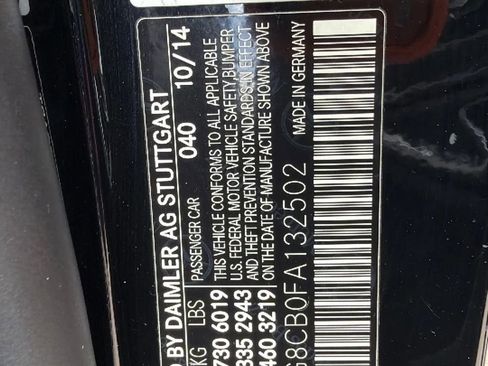 D BY DAIMLER AG STUTTGART
PASSENGER CAR 040 10/14
KG LBS
730 6019
335 2943
460 3219
THIS VEHICLE CONFORMS TO ALL APPLICABLE
U.S. FEDERAL MOTOR VEHICLE SAFETY, BUMPER
AND THEFT PREVENTION STANDARDS IN EFFECT
ON THE DATE OF MANUFACTURE SHOWN ABOVE
G8CB0FA132502 MADE IN GERMANY